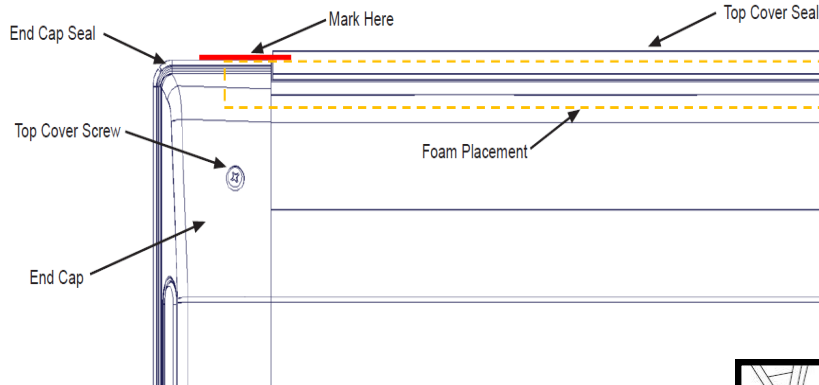 Top Cover Seal
Mark Here
End Cap Seal
Top Cover Screw
Foam Placement
End Cap